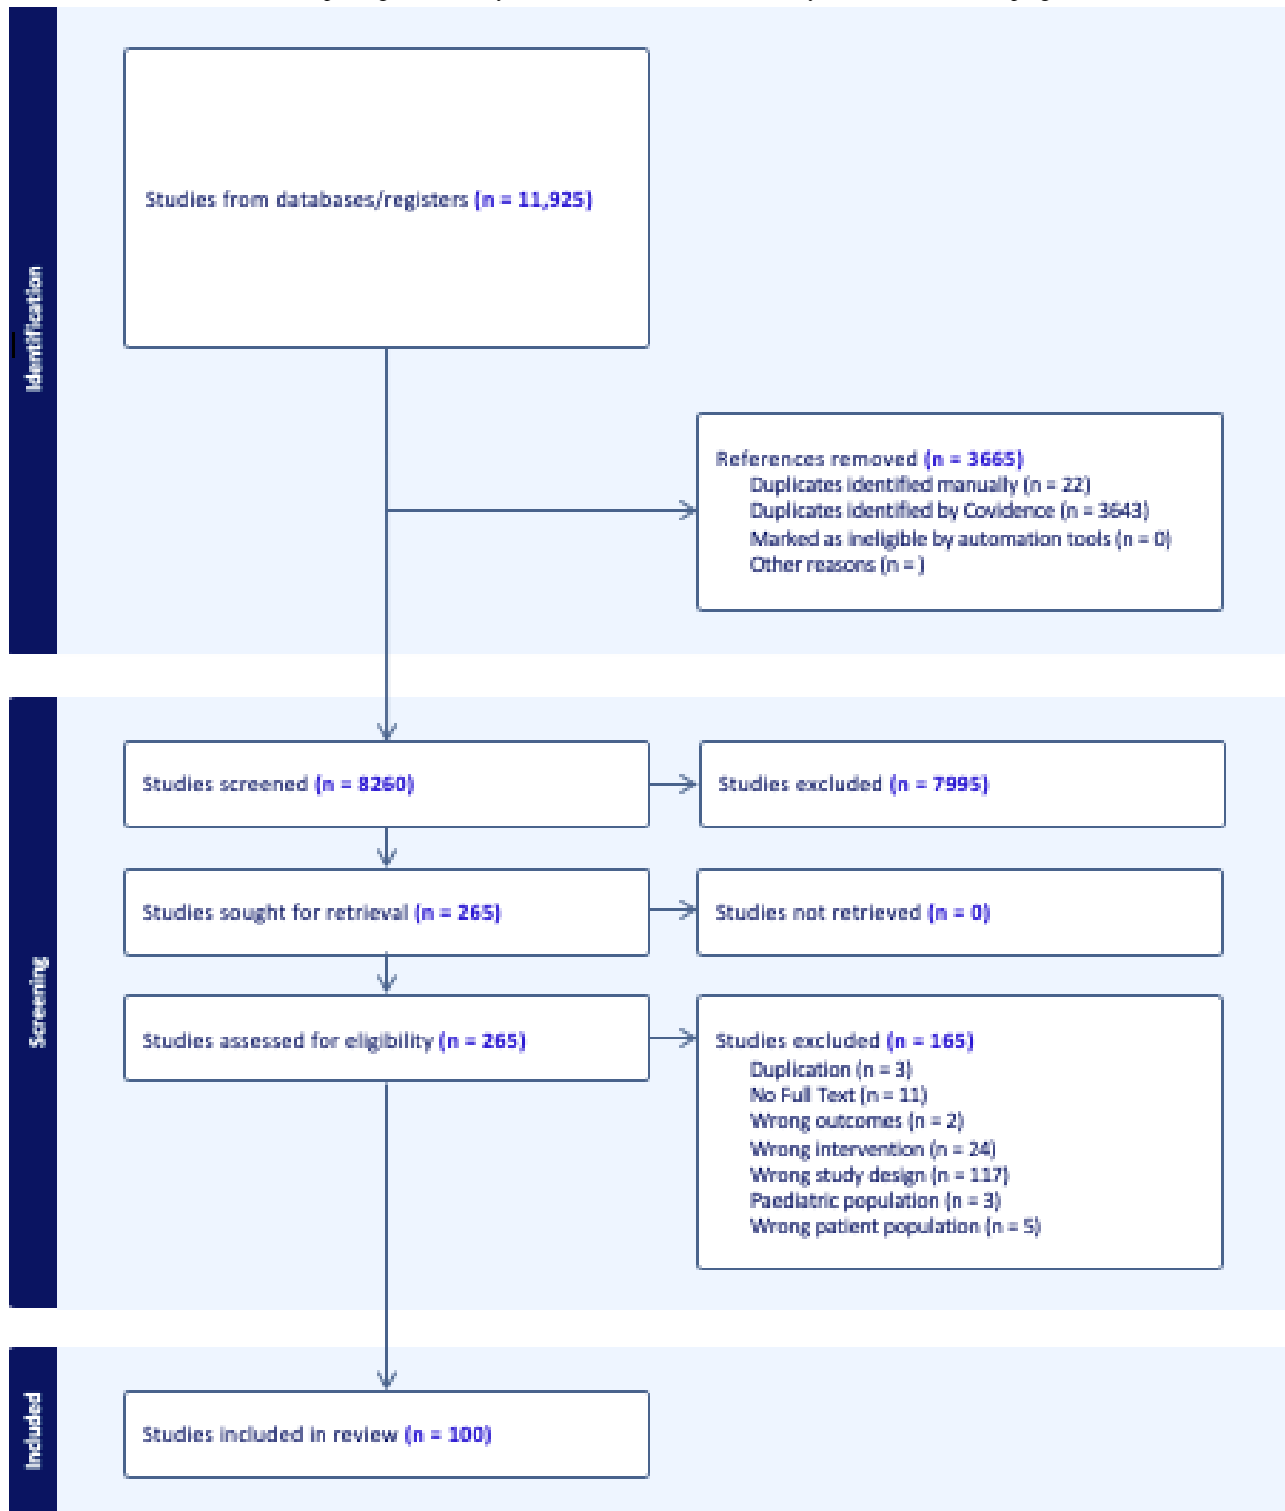 Identification
Studies from databases/registers (n = 11,925)
References removed (n = 3665)
Duplicates identified manually (n = 22)
Duplicates identified by Covidence (n = 3643)
Marked as ineligible by automation tools (n = 0)
Other reasons (n = )
Screening
Studies screened (n = 8260)
Studies excluded (n = 7995)
Studies sought for retrieval (n = 265)
Studies not retrieved (n = 0)
Studies assessed for eligibility (n = 265)
Studies excluded (n = 165)
Duplication (n = 3)
No Full Text (n = 11)
Wrong outcomes (n = 2)
Wrong intervention (n = 24)
Wrong study design (n = 117)
Paediatric population (n = 3)
Wrong patient population (n = 5)
Included
Studies included in review (n = 100)